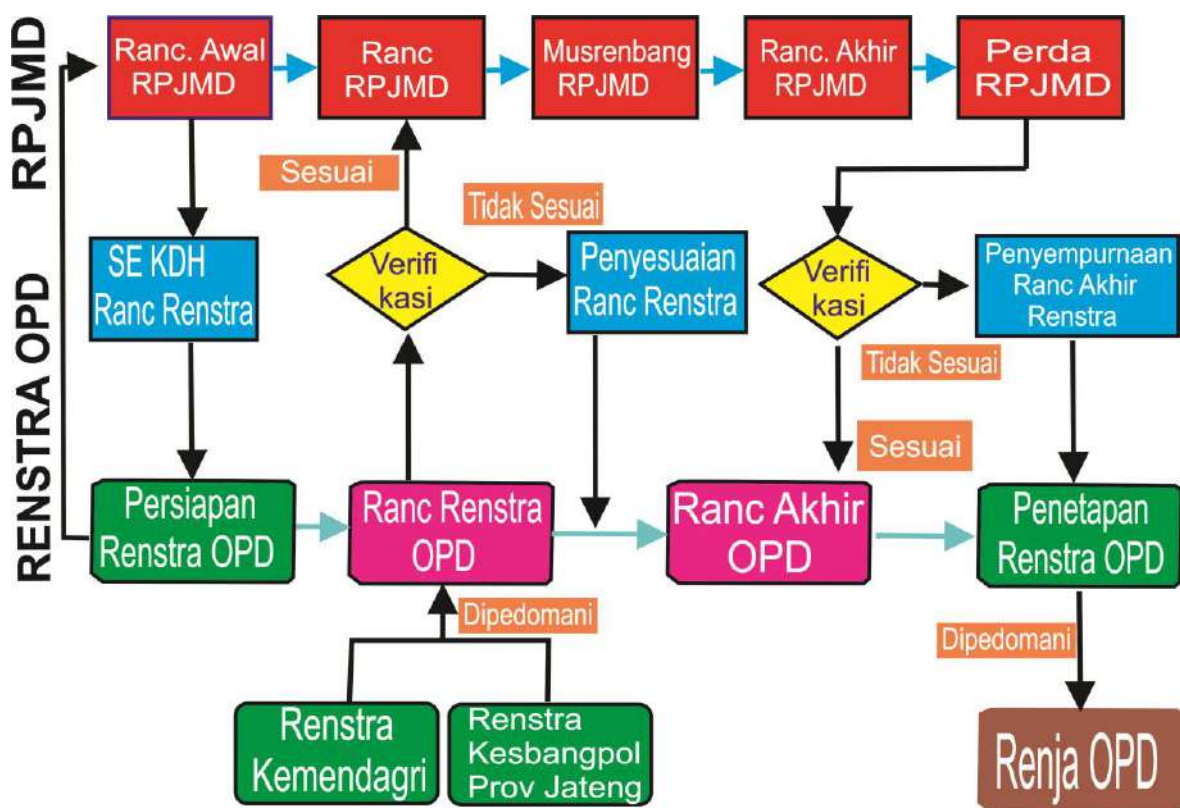 RPJMD
Ranc. Awal
RPJMD
Ranc
RPJMD
Musrenbang
RPJMD
Ranc. Akhir
RPJMD
Perda
RPJMD
Sesuai
Tidak Sesuai
RENSTRA OPD
SE KDH
Ranc Renstra
Verifi
kasi
Penyesuaian
Ranc Renstra
Verifi
kasi
Penyempurnaan
Ranc Akhir
Renstra
Tidak Sesuai
Sesuai
Persiapan
Renstra OPD
Ranc Renstra
OPD
Ranc Akhir
OPD
Penetapan
Renstra OPD
Dipedomani
Dipedomani
Renstra
Kemendagri
Renstra
Kesbangpol
Prov Jateng
Renja OPD